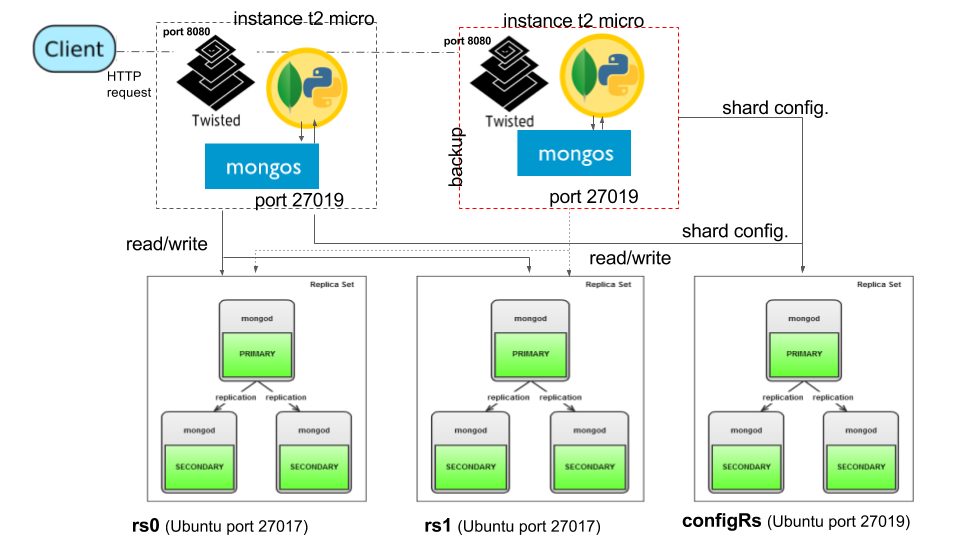 instance t2 micro
instance t2 micro
port 8080
port 8080
Client
HTTP
request
Twisted
Twisted
shard config.
mongos
mongos
backup
port 27019
port 27019
shard config.
read/write
read/write
Replica Set
Replica Set
Replica Set
mongod
mongod
mongod
PRIMARY
PRIMARY
PRIMARY
replication replication
replication replication
replication replication
mongod mongod
mongod mongod
mongod mongod
SECONDARY SECONDARY
SECONDARY SECONDARY
SECONDARY SECONDARY
rs0 (Ubuntu port 27017)
rs1 (Ubuntu port 27017)
configRs (Ubuntu port 27019)